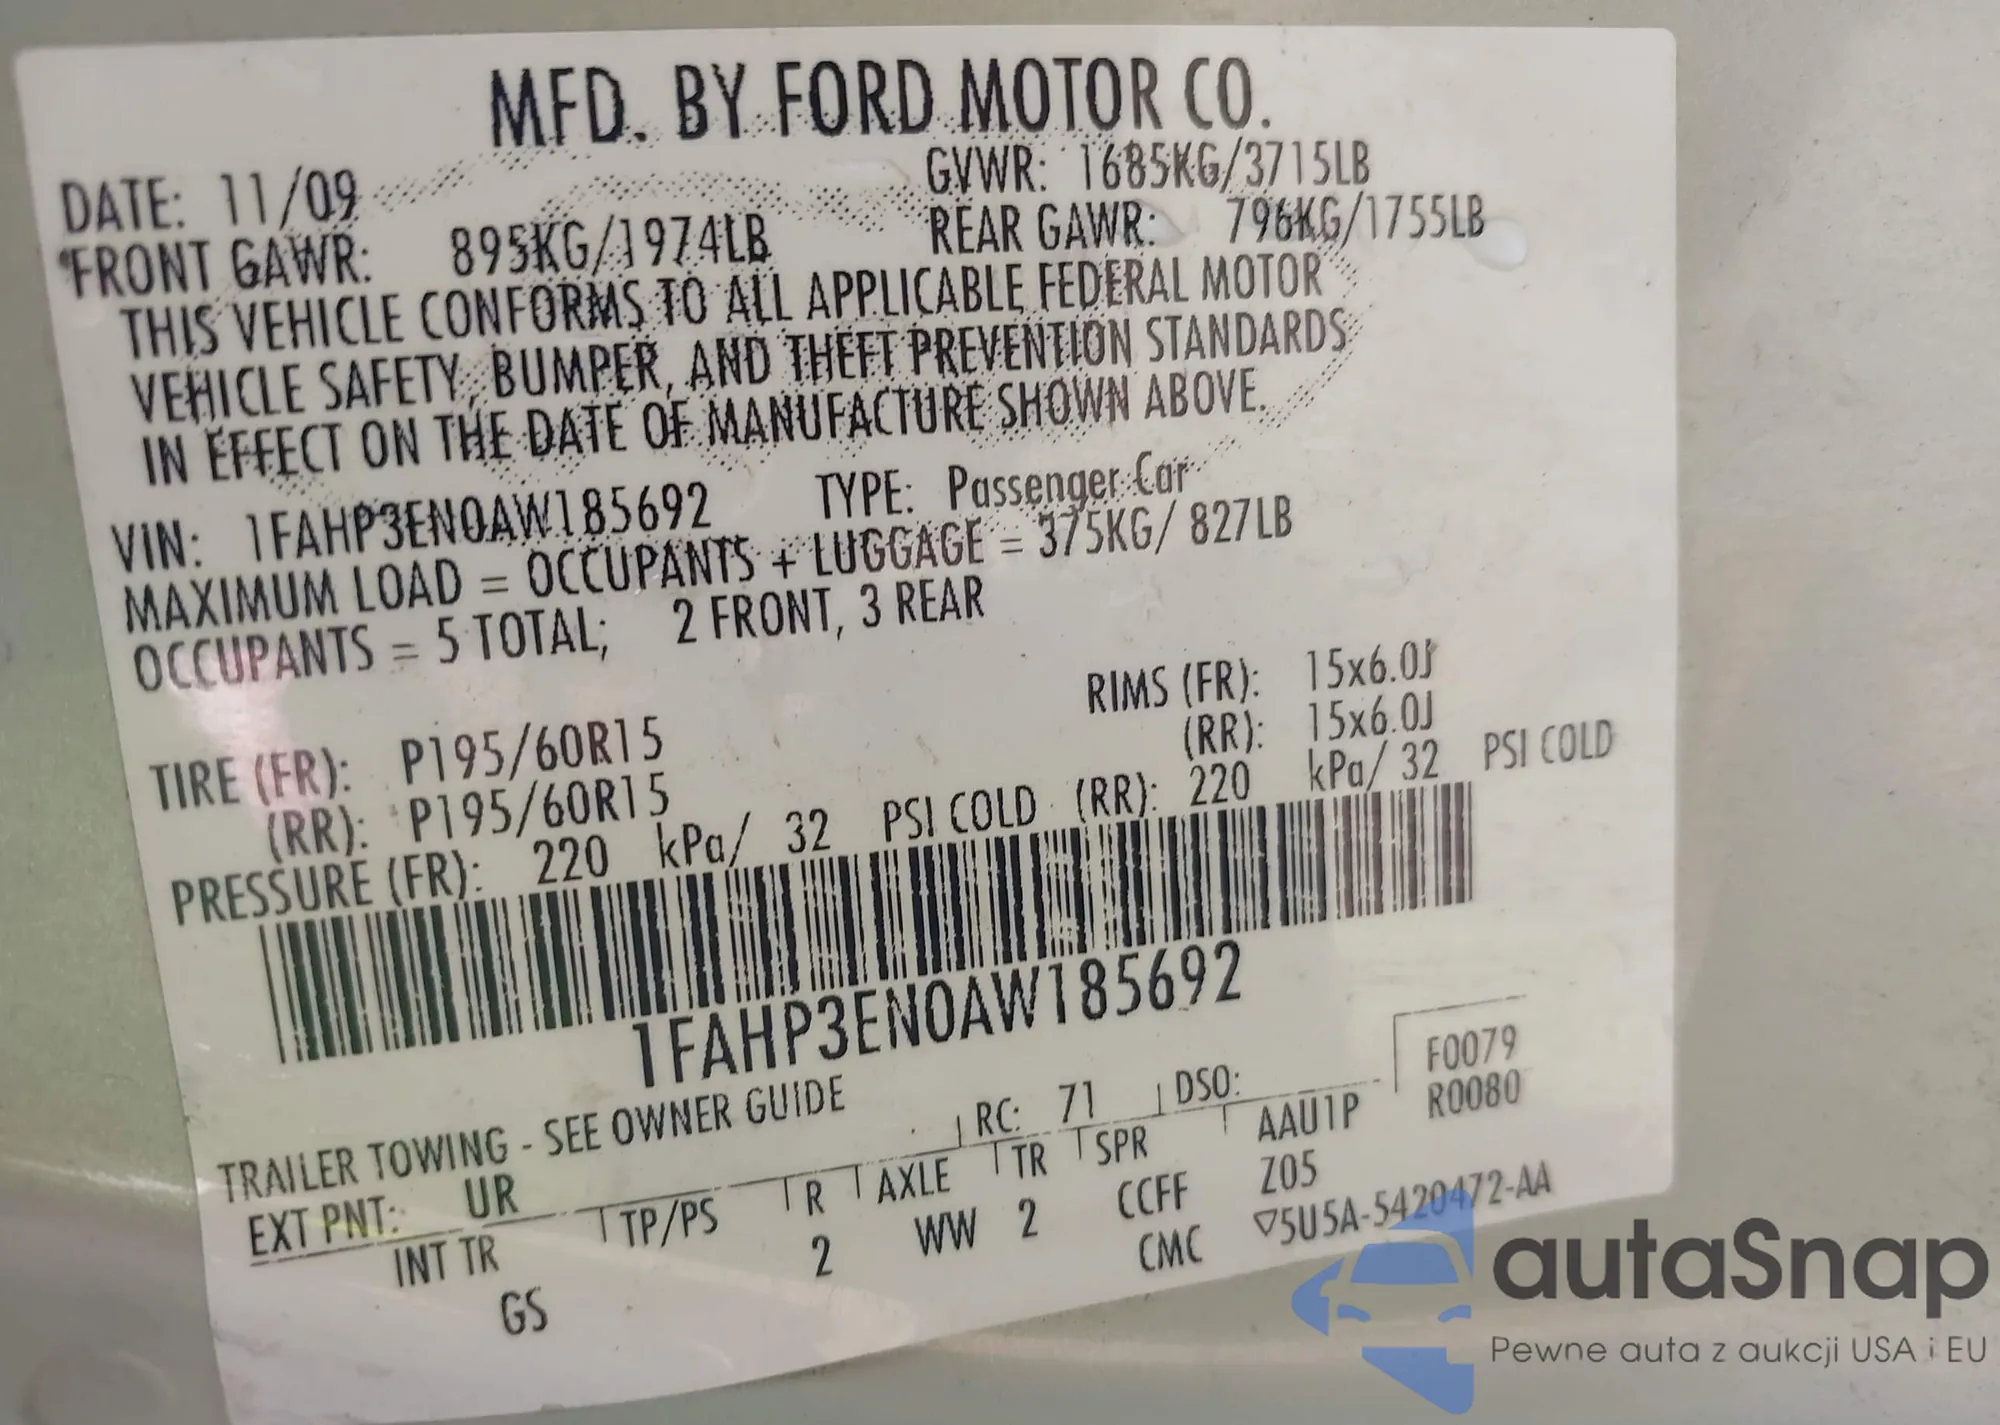 MFD. BY FORD MOTOR CO.
DATE: 11/09 GVWR: 1685KG/3715LB
FRONT GAWR: 895KG/1974LB REAR GAWR: 796KG/1755LB
THIS VEHICLE CONFORMS TO ALL APPLICABLE FEDERAL MOTOR
VEHICLE SAFETY, BUMPER, AND THEFT PREVENTION STANDARDS
IN EFFECT ON THE DATE OF MANUFACTURE SHOWN ABOVE.
VIN: 1FAHP3EN0AW185692 TYPE: Passenger Car
MAXIMUM LOAD = OCCUPANTS + LUGGAGE = 375KG/ 827LB
OCCUPANTS = 5 TOTAL; 2 FRONT, 3 REAR
TIRE (FR): P195/60R15 RIMS (FR): 15x6.0J
(RR): P195/60R15 (RR): 15x6.0J
PRESSURE (FR): 220 kPa/ 32 PSI COLD (RR): 220 kPa/ 32 PSI COLD
1FAHP3EN0AW185692
TRAILER TOWING - SEE OWNER GUIDE
F0079
EXT PNT: UR RC: 71 DSO: R0080
INT TR TP/PS R AXLE TR SPR AAU1P
GS 2 WW 2 CCFF Z05
CMC ▽5U5A-5420472-AA
autaSnap
Pewne auta z aukcji USA i EU